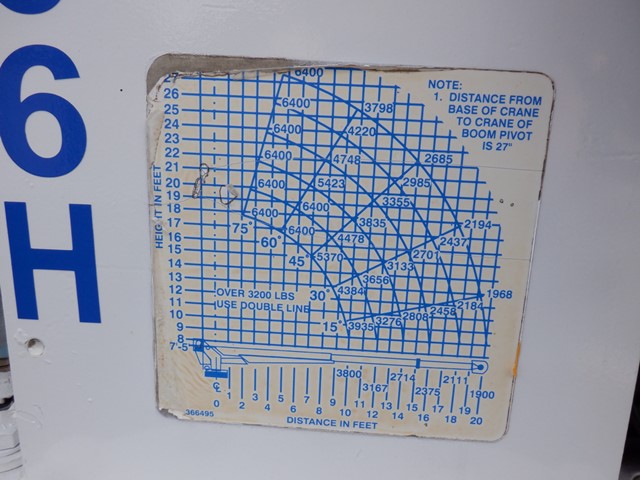 6
H
NOTE:
1. DISTANCE FROM
BASE OF CRANE
TO CRANE OF
BOOM PIVOT
IS 27"
HEIGHT IN FEET
27
26
25
24
23
22
21
20
19
18
17
16
15
14
13
12
11
10
9
8
7'-5"
6400
6400 3798
6400 4220
6400 4748 2685
6400 5423 2985
6400 3355
6400 3835 2194
75° 6400 4478 2437
60° 5370 2701
45° 3133
3656
30° 4384 1968
2184
15° 3935 3276 2808 2458
OVER 3200 LBS
USE DOUBLE LINE
3800 2714 2111
3167 2375 1900
1 3 5 7 9 11 13 15 17 19
0 2 4 6 8 10 12 14 16 18 20
DISTANCE IN FEET
366495